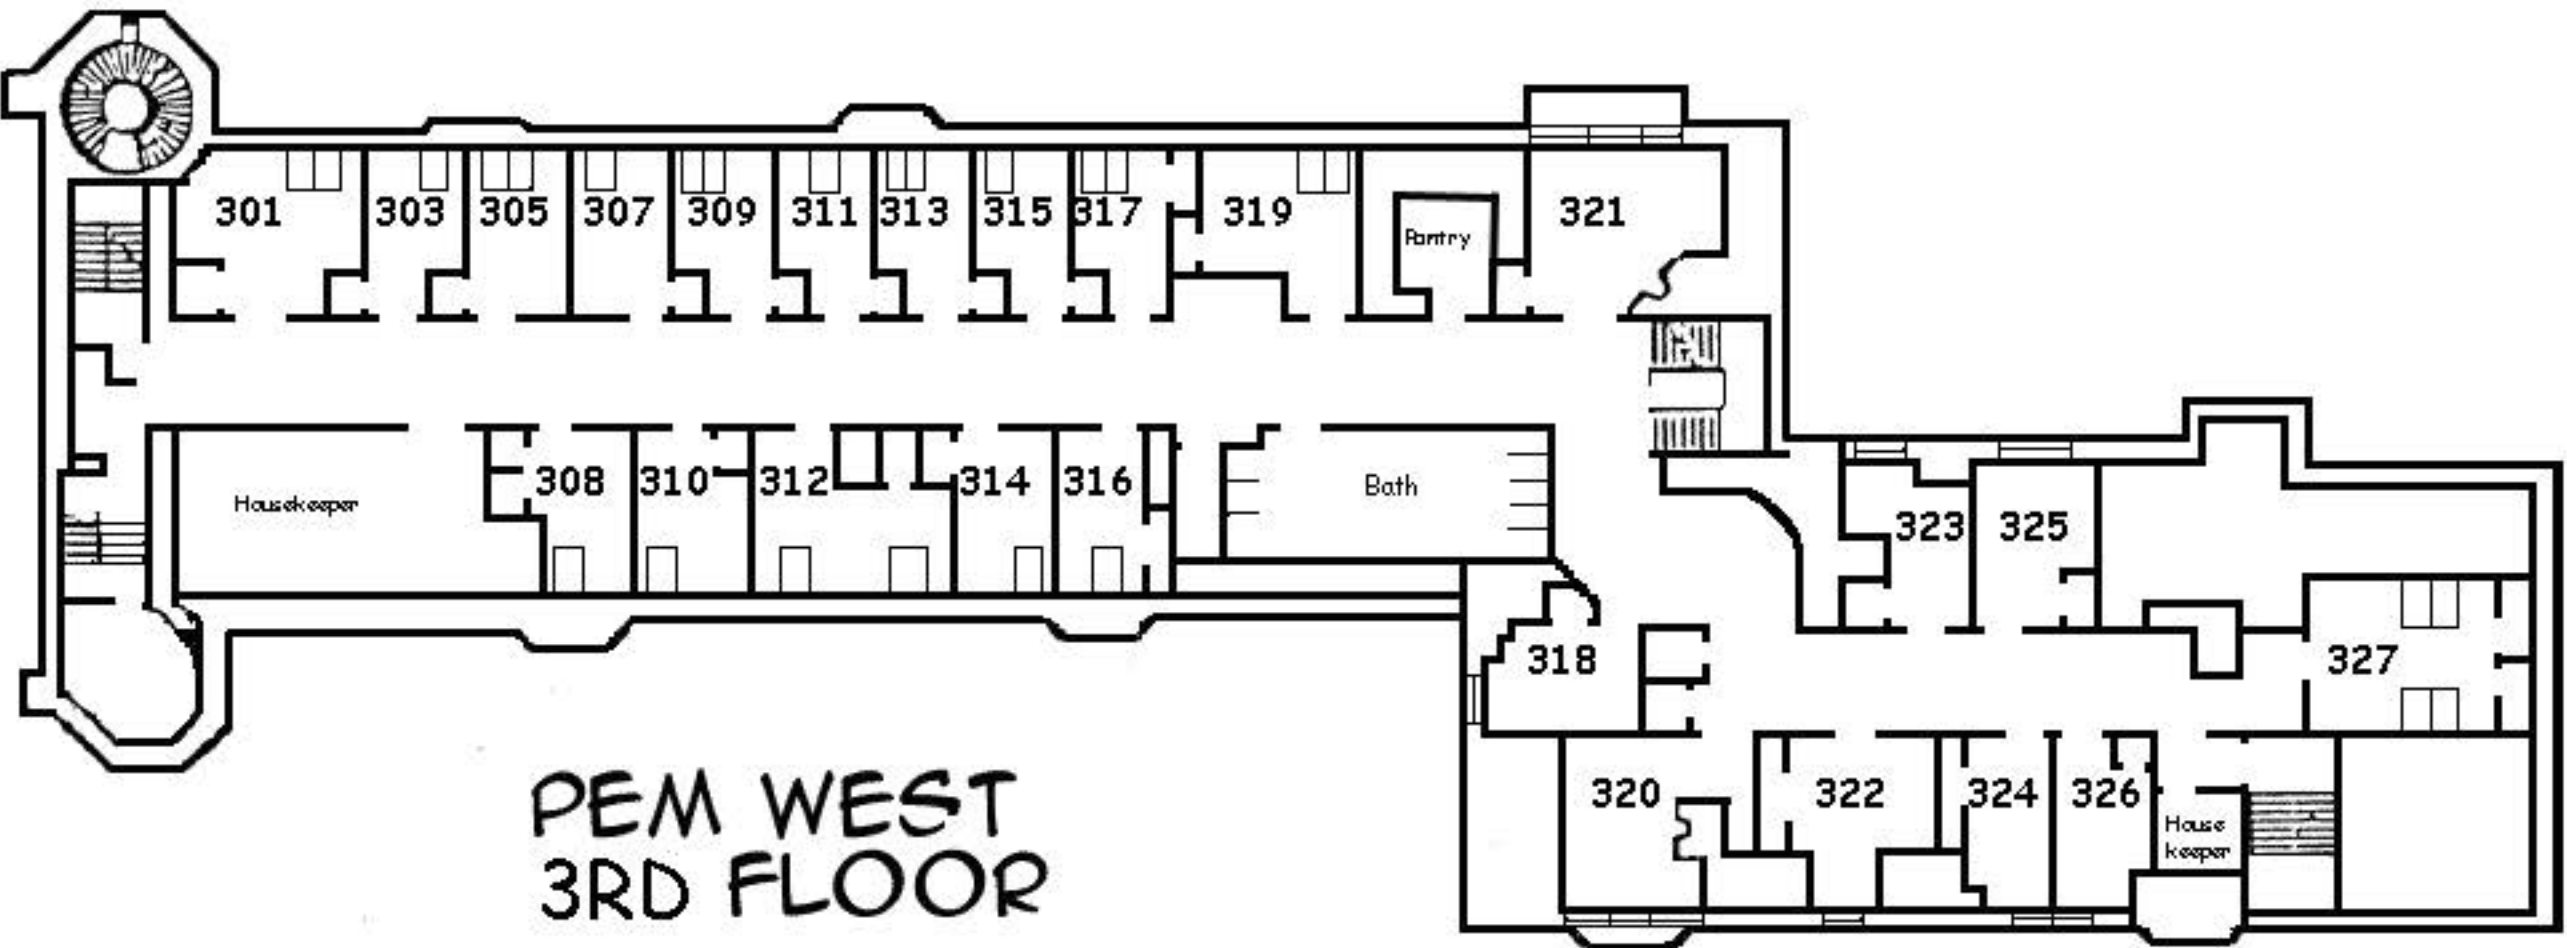 301 303 305 307 309 311 313 315 317 319 321
Pantry
308 310 312 314 316 Bath
Housekeeper
323 325
318 327
320 322 324 326
House
keeper
PEM WEST
3RD FLOOR